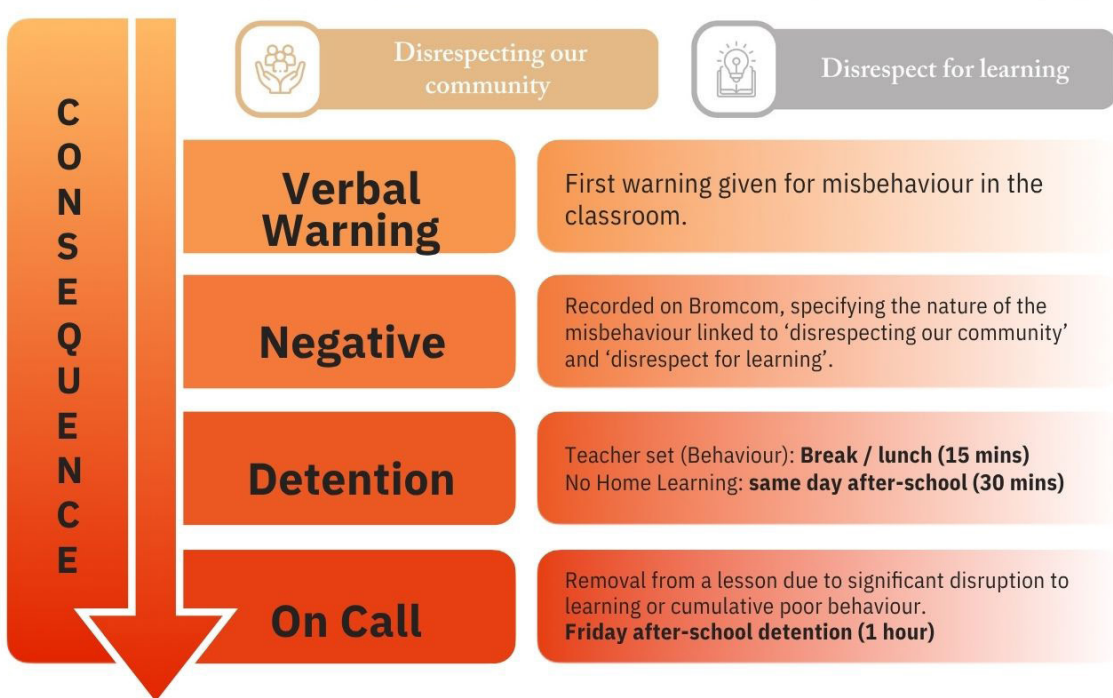 CONSEQUENCE
Disrespecting our
community
Disrespect for learning
Verbal
Warning
First warning given for misbehaviour in the
classroom.
Negative
Recorded on Bromcom, specifying the nature of the
misbehaviour linked to ‘disrespecting our community’
and ‘disrespect for learning’.
Detention
Teacher set (Behaviour): Break / lunch (15 mins)
No Home Learning: same day after-school (30 mins)
On Call
Removal from a lesson due to significant disruption to
learning or cumulative poor behaviour.
Friday after-school detention (1 hour)